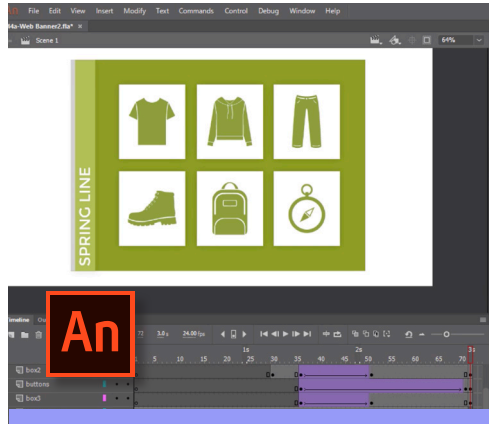 File Edit View Insert Modify Text Commands Control Debug Window Help
Ma-Web Banner2.fla* ×
Scene 1
64%
SPRING LINE
Timeline
72 3.0 s 24.00 fps
1s 2s 3s
5 10 15 20 25 30 35 40 45 50 55 60 65 70
box2
buttons
box3
An